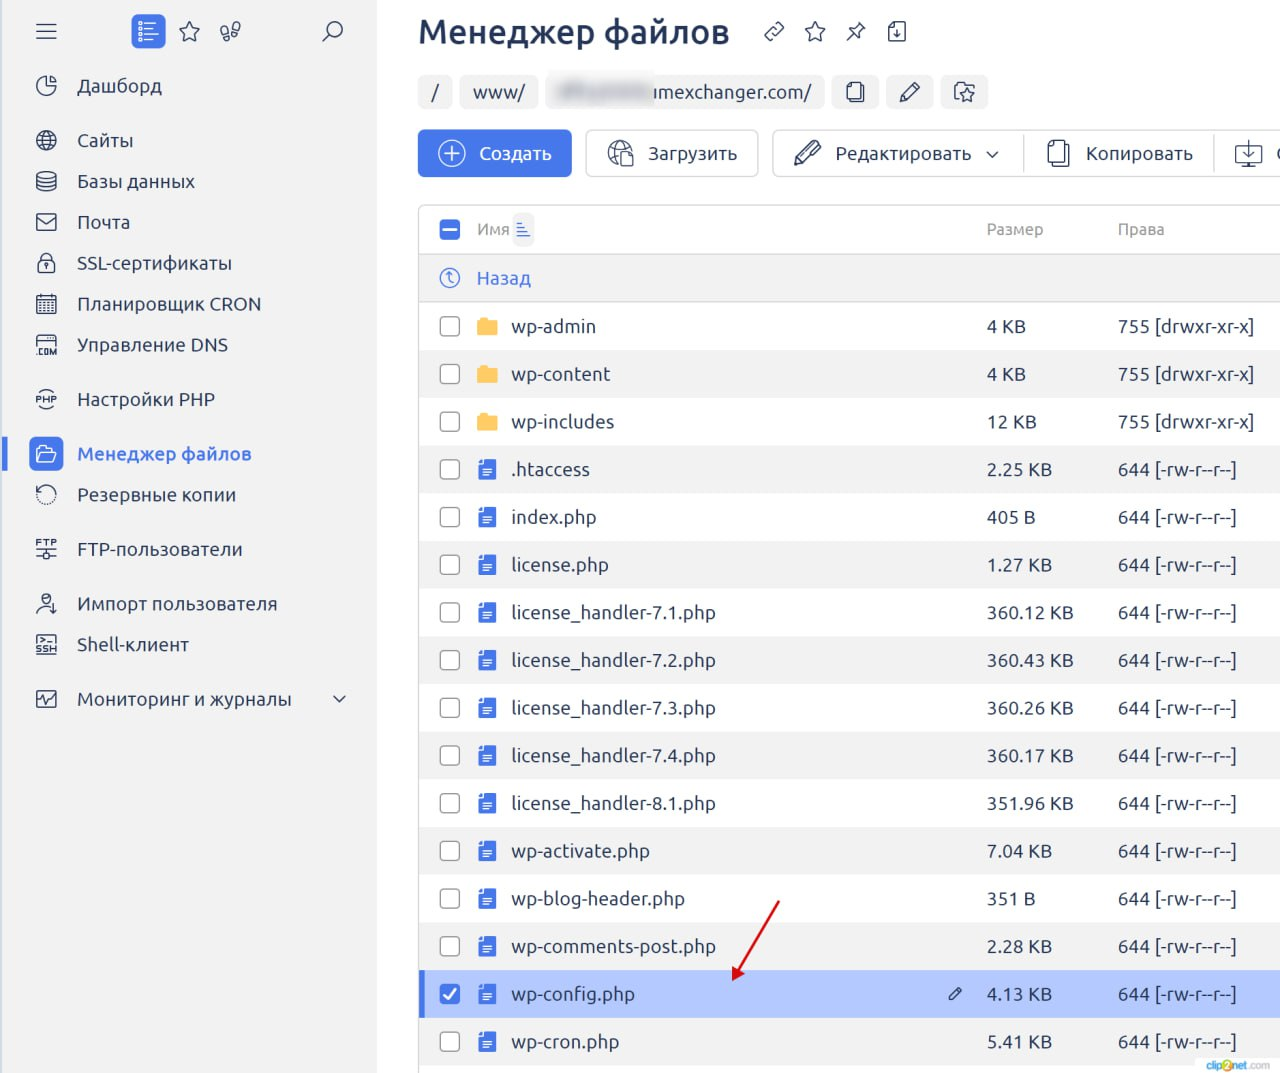 Менеджер файлов
Дашборд
Сайты
Базы данных
Почта
SSL-сертификаты
Планировщик CRON
.COM Управление DNS
PHP Настройки PHP
Менеджер файлов
Резервные копии
FTP FTP-пользователи
Импорт пользователя
SSH Shell-клиент
Мониторинг и журналы
/ www/ mexchanger.com/
Создать Загрузить Редактировать Копировать
Имя Размер Права
Назад
wp-admin 4 KB 755 [drwxr-xr-x]
wp-content 4 KB 755 [drwxr-xr-x]
wp-includes 12 KB 755 [drwxr-xr-x]
.htaccess 2.25 KB 644 [-rw-r--r--]
index.php 405 B 644 [-rw-r--r--]
license.php 1.27 KB 644 [-rw-r--r--]
license_handler-7.1.php 360.12 KB 644 [-rw-r--r--]
license_handler-7.2.php 360.43 KB 644 [-rw-r--r--]
license_handler-7.3.php 360.26 KB 644 [-rw-r--r--]
license_handler-7.4.php 360.17 KB 644 [-rw-r--r--]
license_handler-8.1.php 351.96 KB 644 [-rw-r--r--]
wp-activate.php 7.04 KB 644 [-rw-r--r--]
wp-blog-header.php 351 B 644 [-rw-r--r--]
wp-comments-post.php 2.28 KB 644 [-rw-r--r--]
wp-config.php 4.13 KB 644 [-rw-r--r--]
wp-cron.php 5.41 KB 644 [-rw-r--r--]
clip2net.com